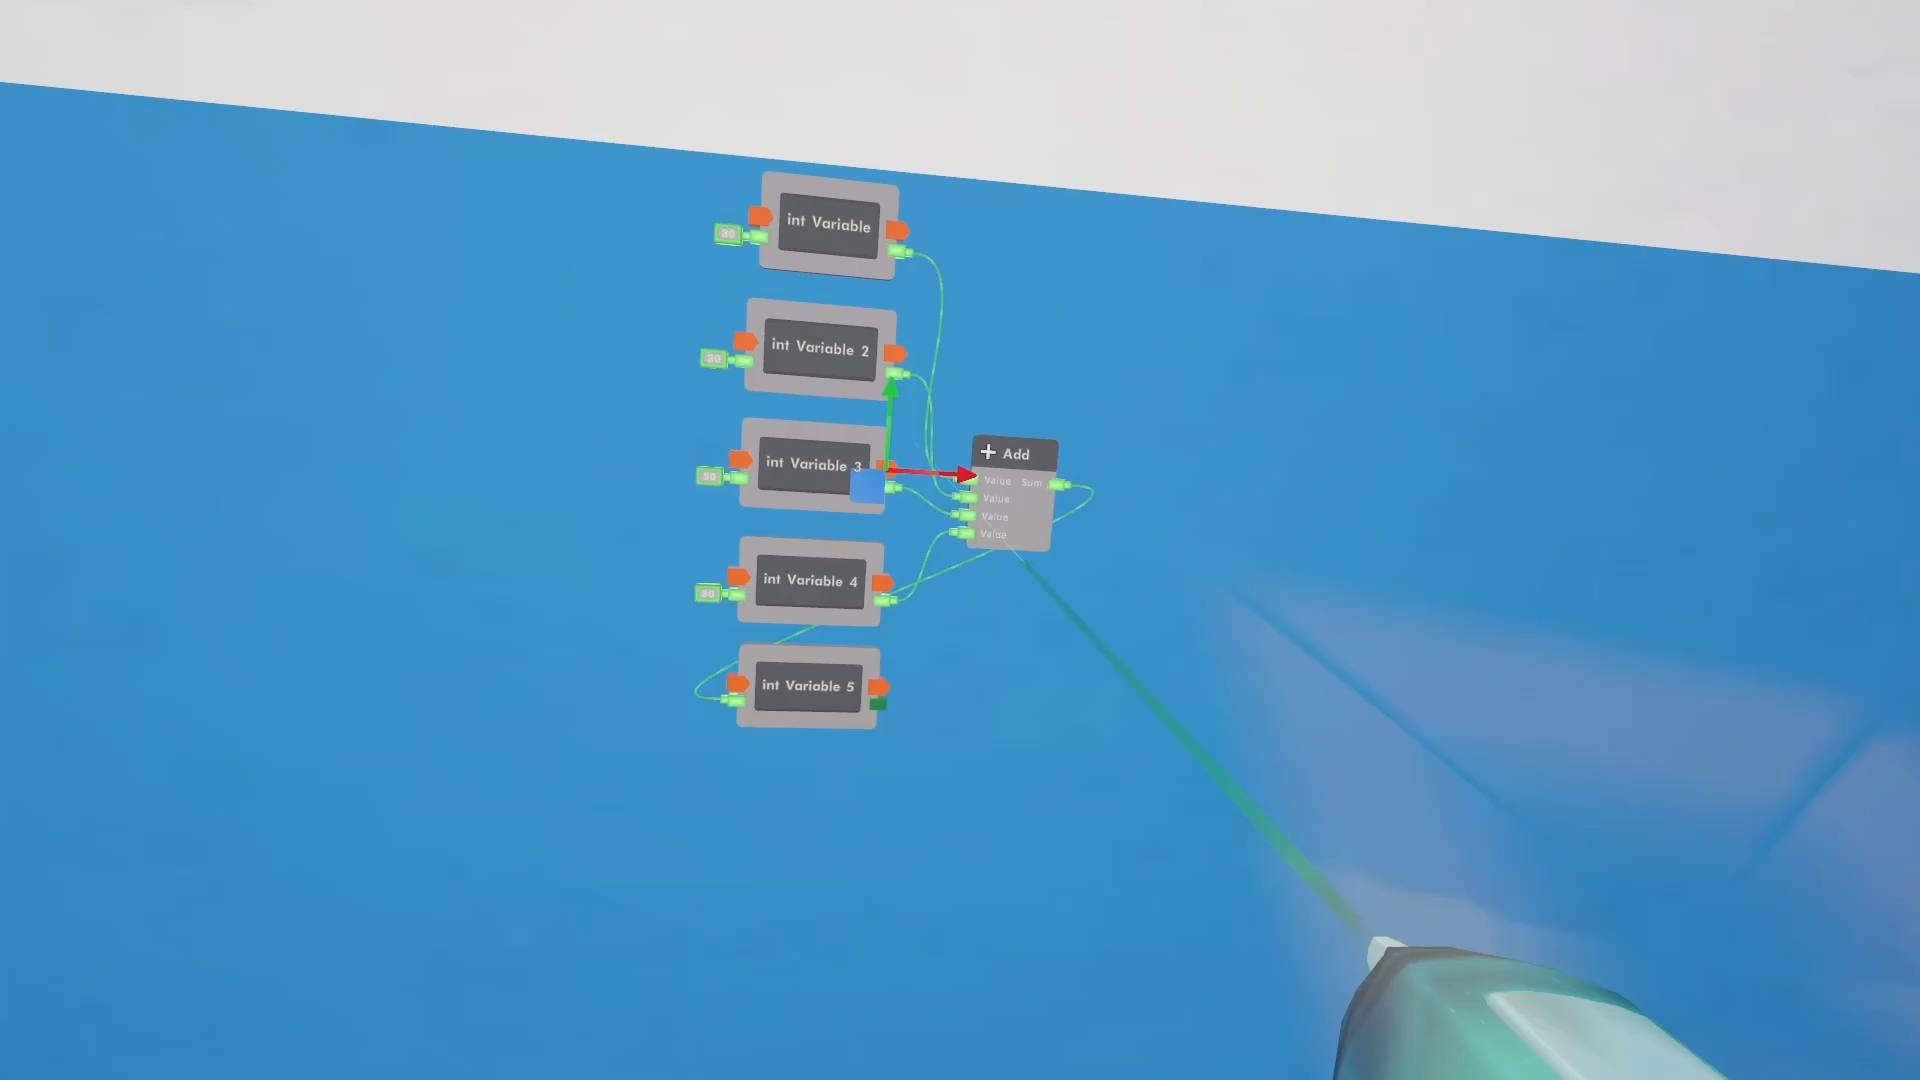 int Variable
30
int Variable 2
30
int Variable 3
30
+ Add
Value Sum
Value
Value
Value
int Variable 4
30
int Variable 5